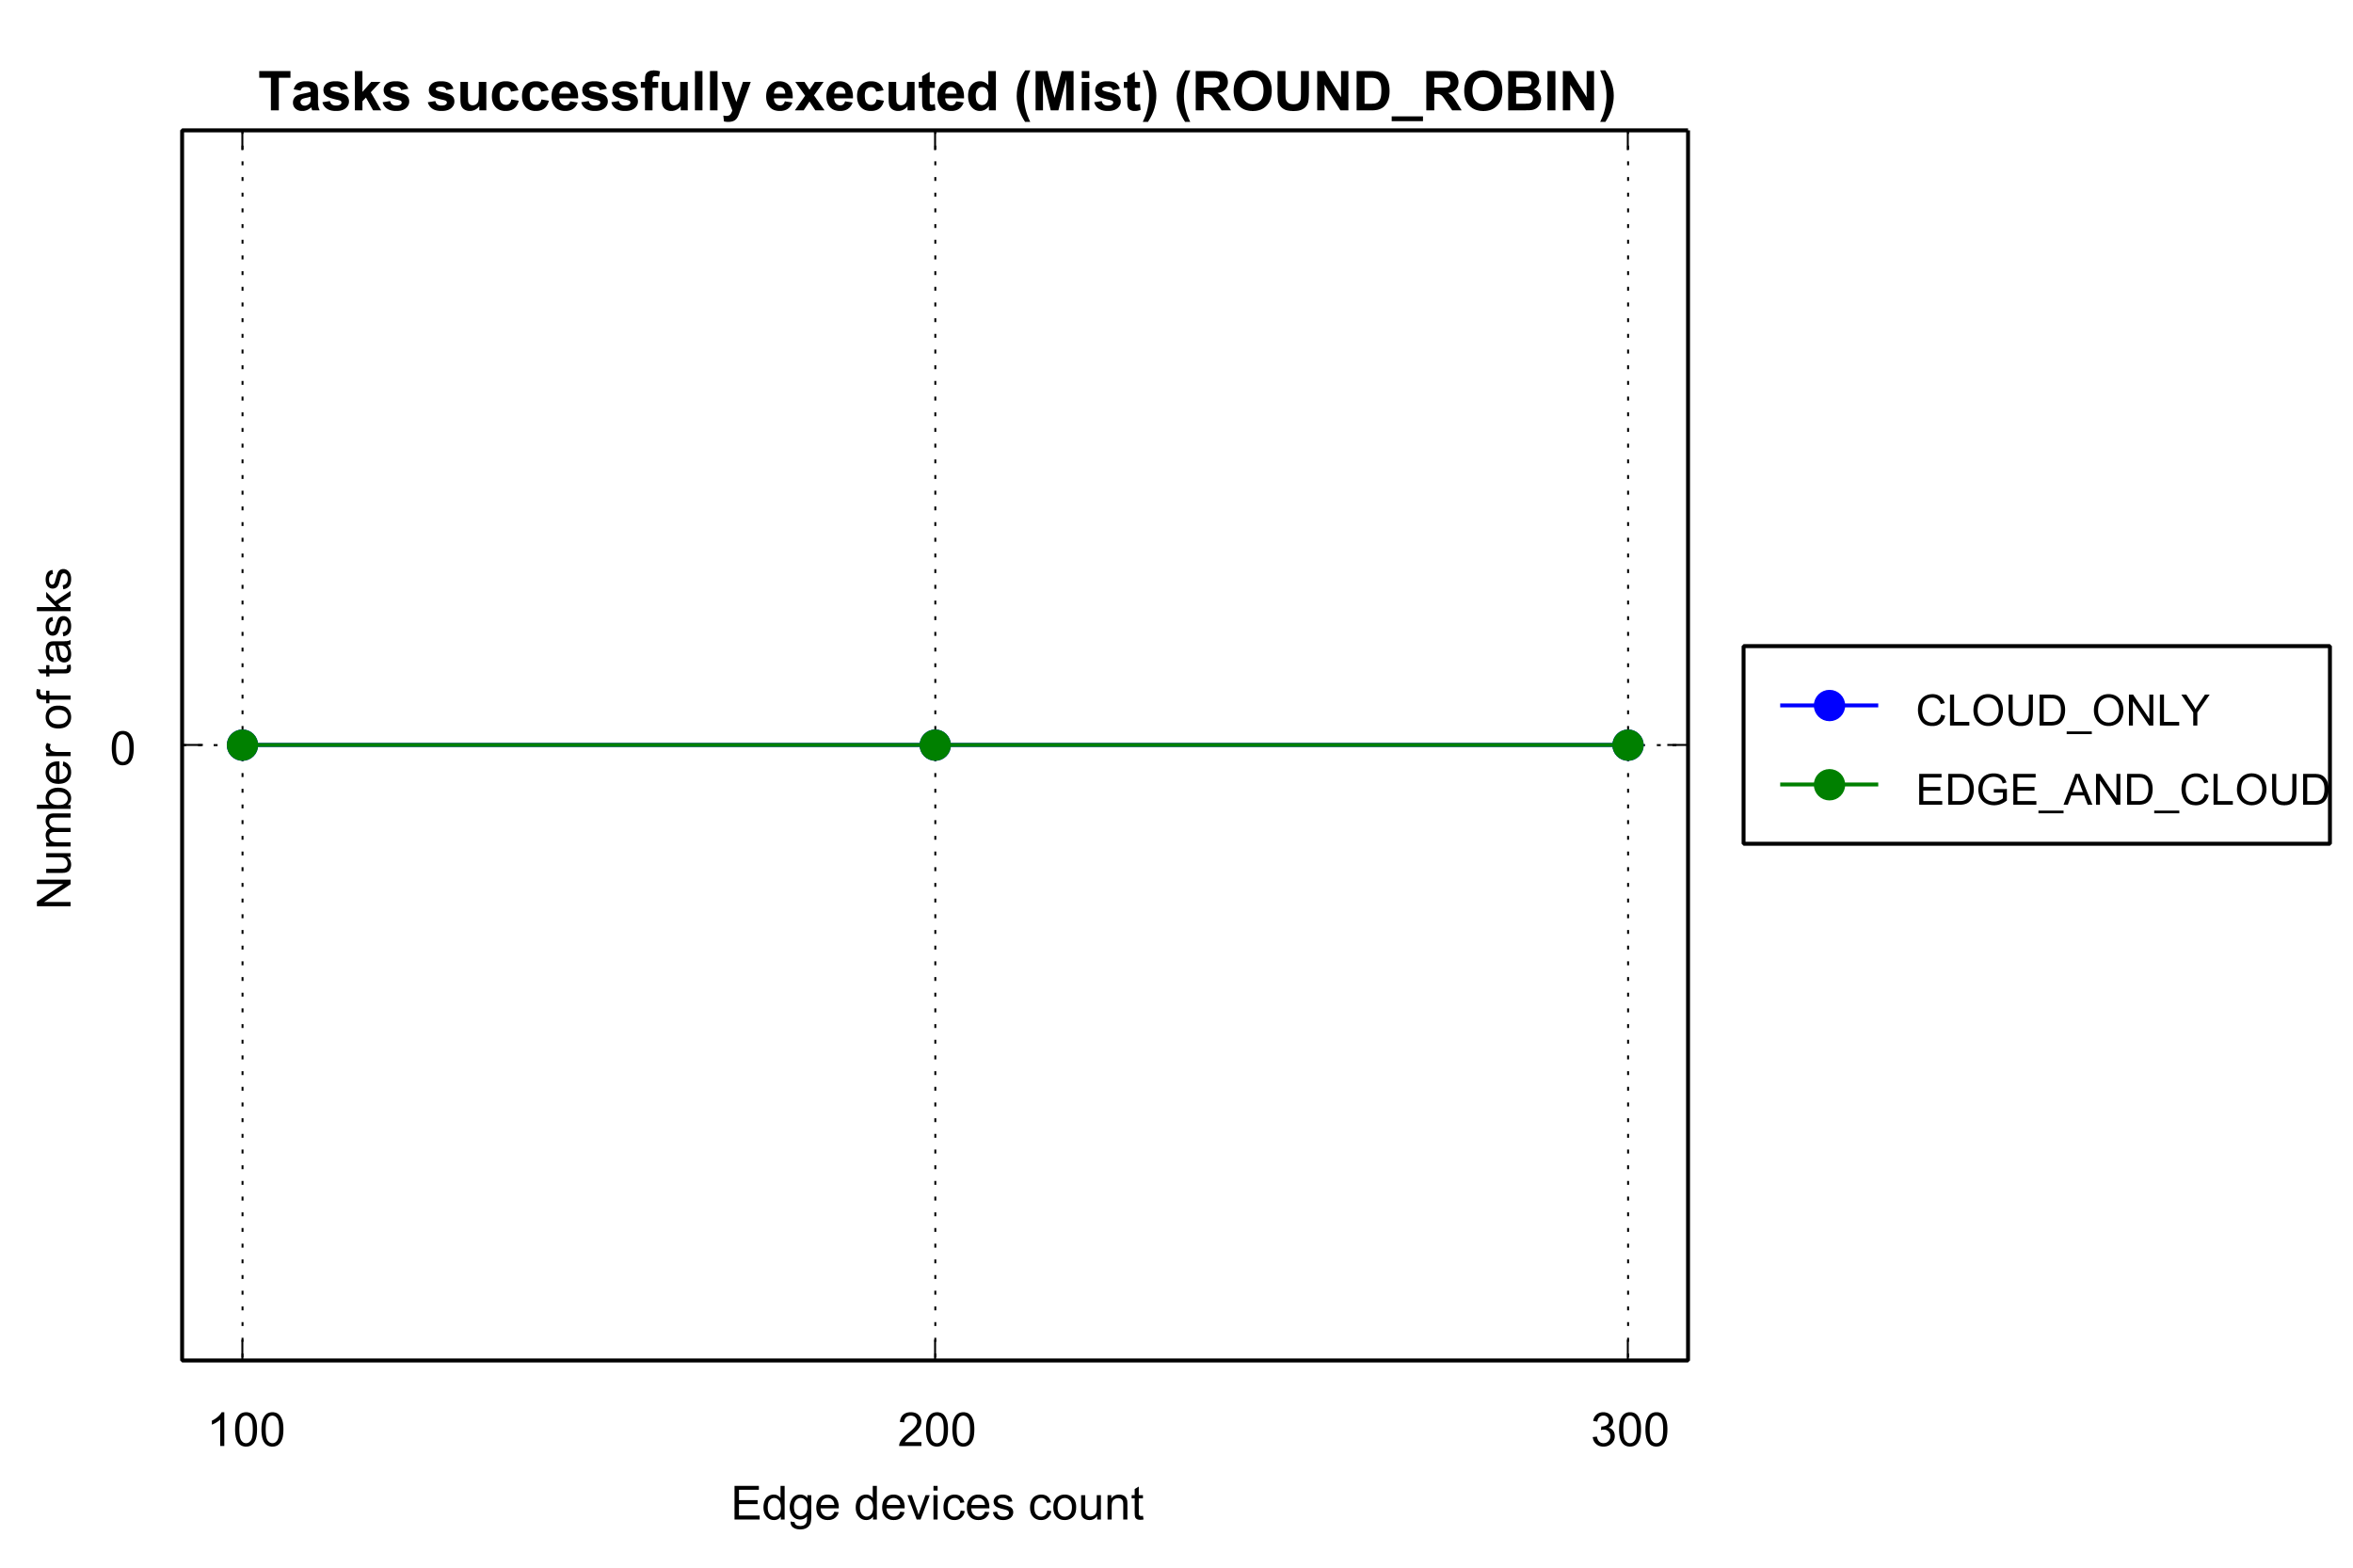 Tasks successfully executed (Mist) (ROUND_ROBIN)
Number of tasks
0
CLOUD_ONLY
EDGE_AND_CLOUD
100 200 300
Edge devices count